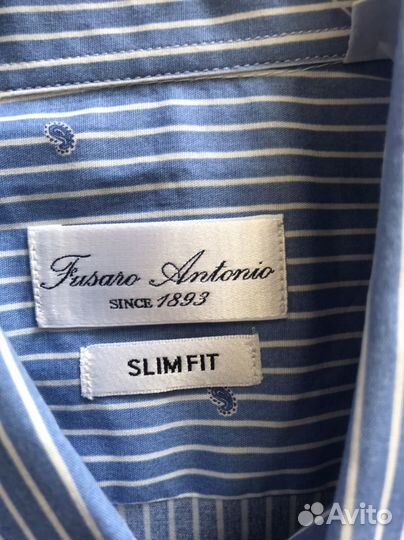 Fusaro Antonio
SINCE 1893
SLIM FIT
Avito